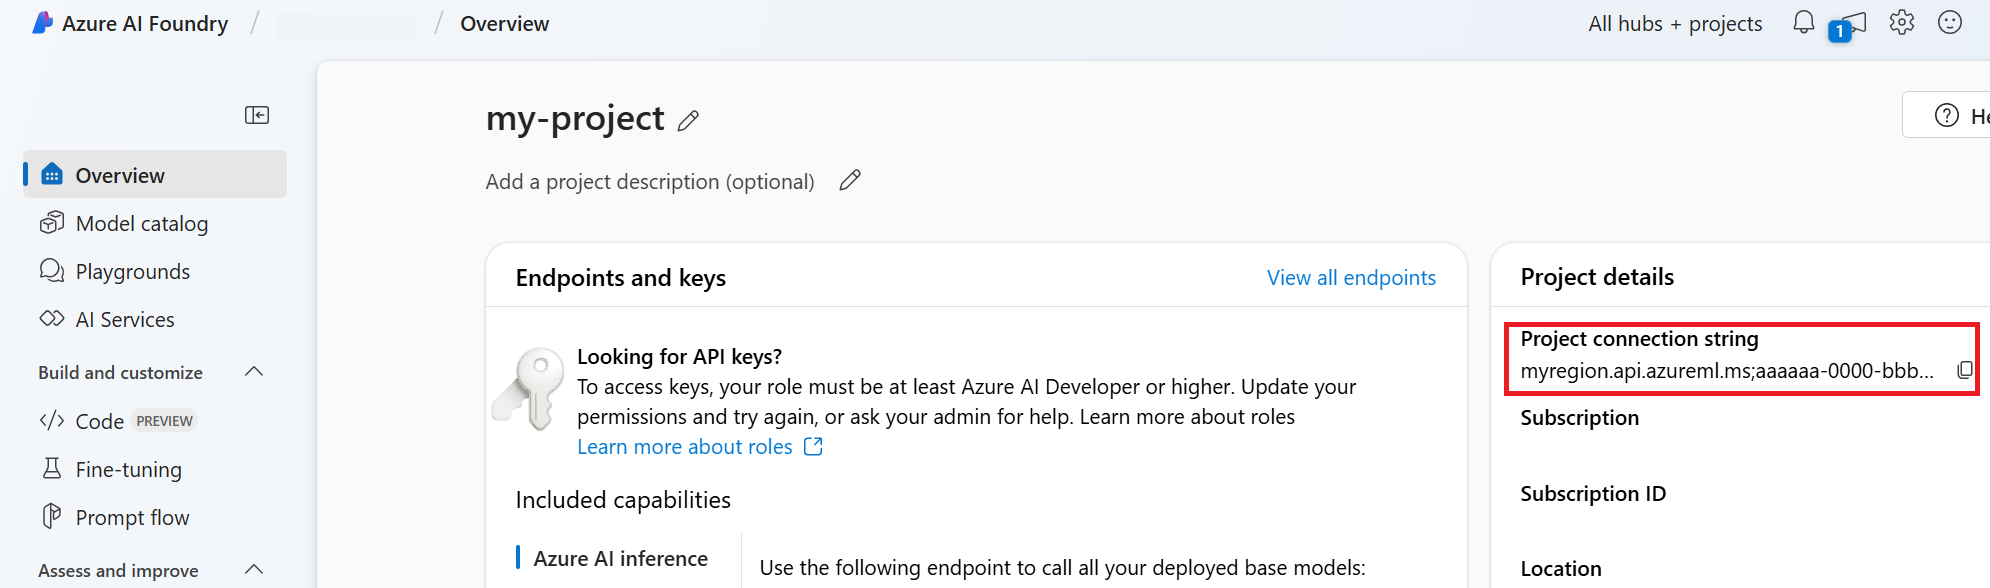 Azure AI Foundry / / Overview
All hubs + projects
1
Overview
Model catalog
Playgrounds
AI Services
Build and customize
Code PREVIEW
Fine-tuning
Prompt flow
Assess and improve
my-project
Add a project description (optional)
Endpoints and keys
View all endpoints
Looking for API keys?
To access keys, your role must be at least Azure AI Developer or higher. Update your
permissions and try again, or ask your admin for help. Learn more about roles
Learn more about roles
Included capabilities
Azure AI inference
Use the following endpoint to call all your deployed base models:
He
Project details
Project connection string
myregion.api.azureml.ms;aaaaaa-0000-bbb...
Subscription
Subscription ID
Location